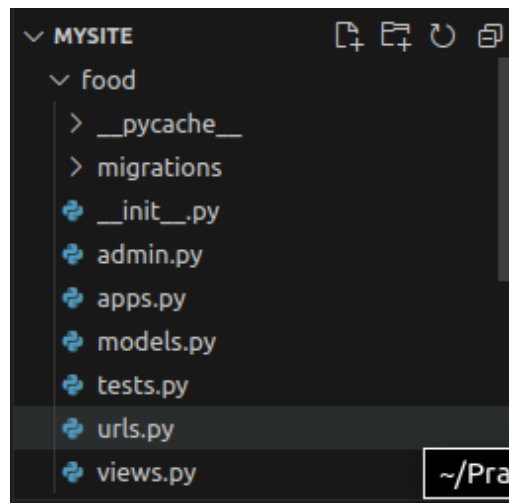 MYSITE
food
__pycache__
migrations
__init__.py
admin.py
apps.py
models.py
tests.py
urls.py
views.py
~/Pra